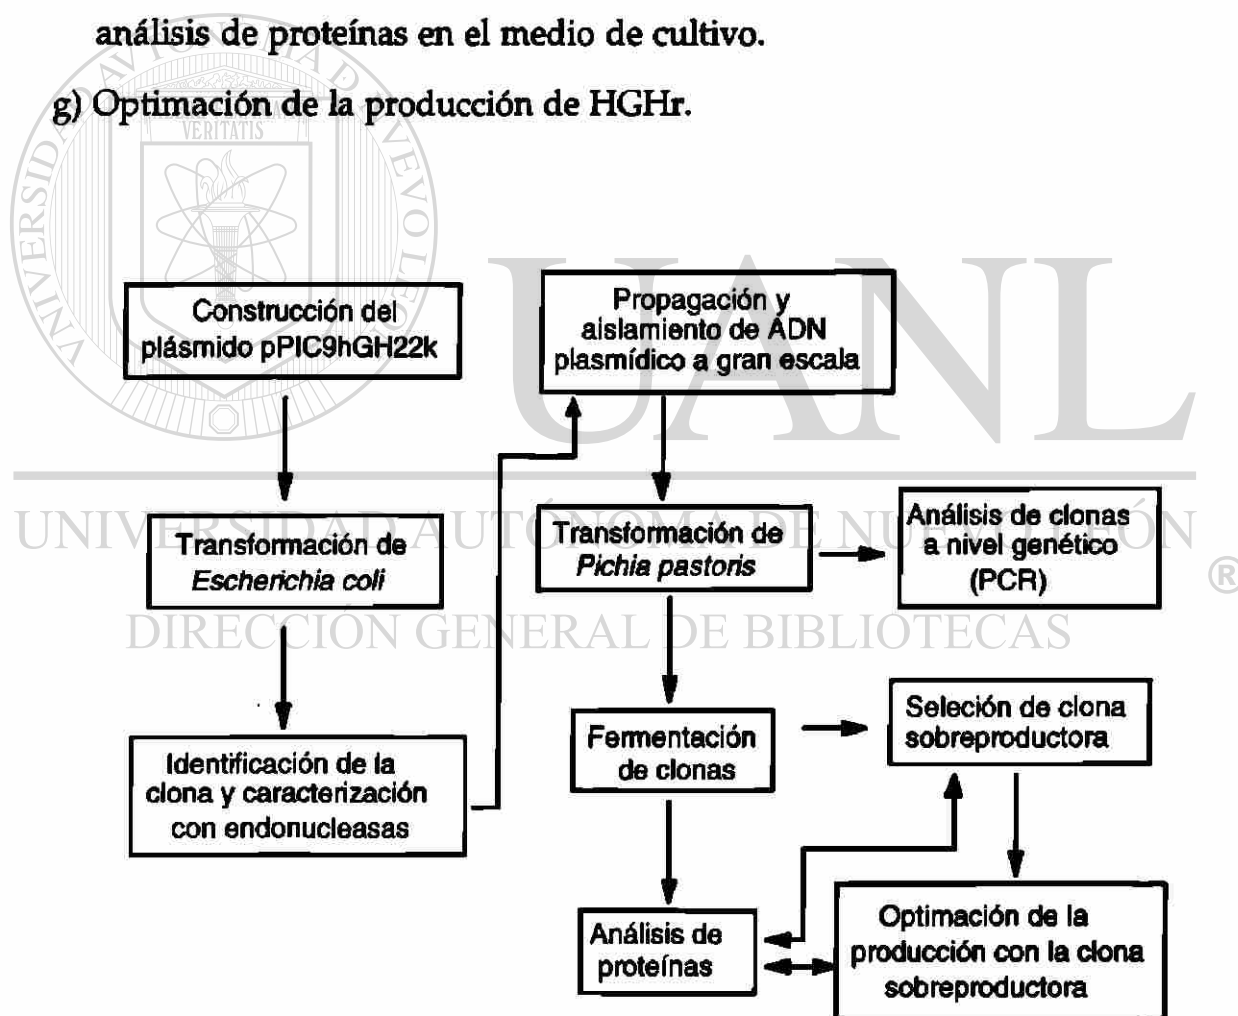 análisis de proteínas en el medio de cultivo.
g) Optimación de la producción de HGHr.
Construcción del
plásmido pPIC9hGH22k
Propagación y
aislamiento de ADN
plasmídico a gran escala
Transformación de
Escherichia coli
Transformación de
Pichia pastoris
Análisis de clonas
a nivel genético
(PCR)
Identificación de la
clona y caracterización
con endonucleasas
Fermentación
de clonas
Seleción de clona
sobreproductora
Análisis de
proteínas
Optimación de la
producción con la clona
sobreproductora
UANL
UNIVERSIDAD AUTÓNOMA DE NUEVO LEÓN
®
DIRECCIÓN GENERAL DE BIBLIOTECAS
VERITATIS